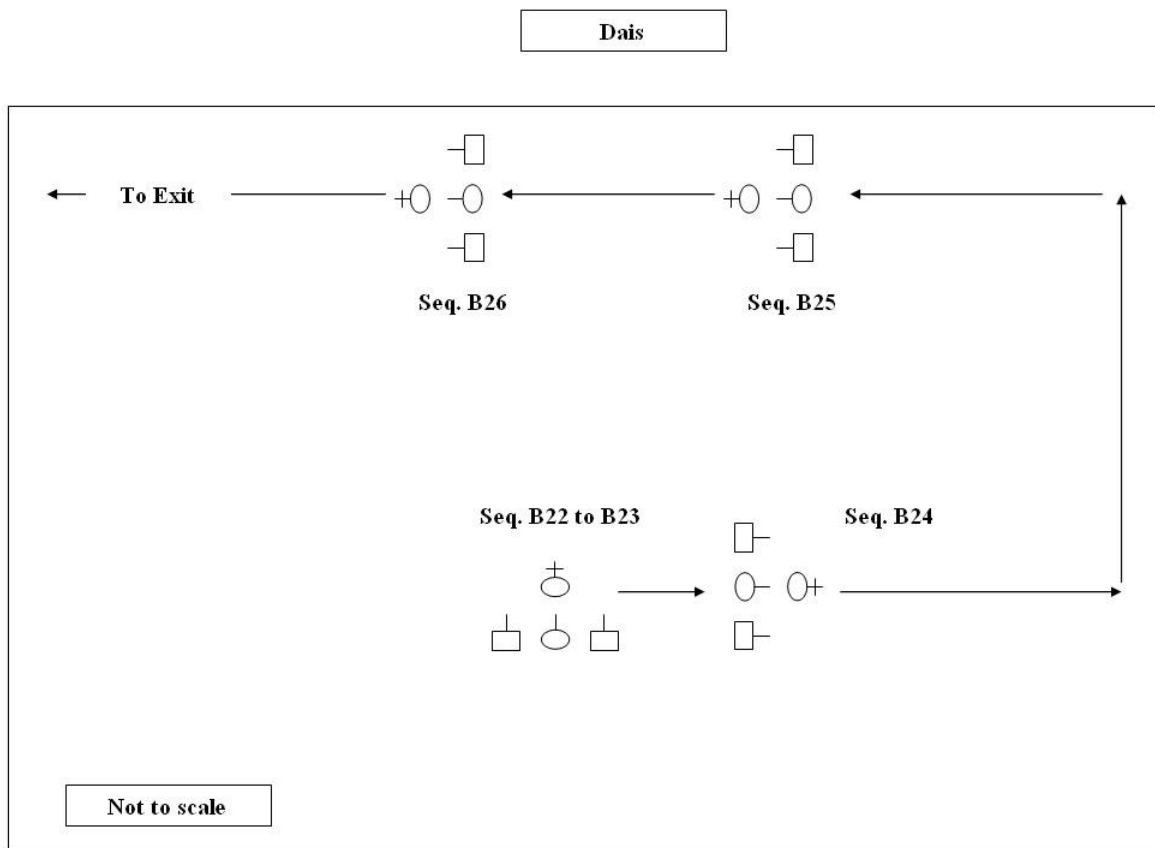 Dais
To Exit
Seq. B26
Seq. B25
Seq. B22 to B23
Seq. B24
Not to scale